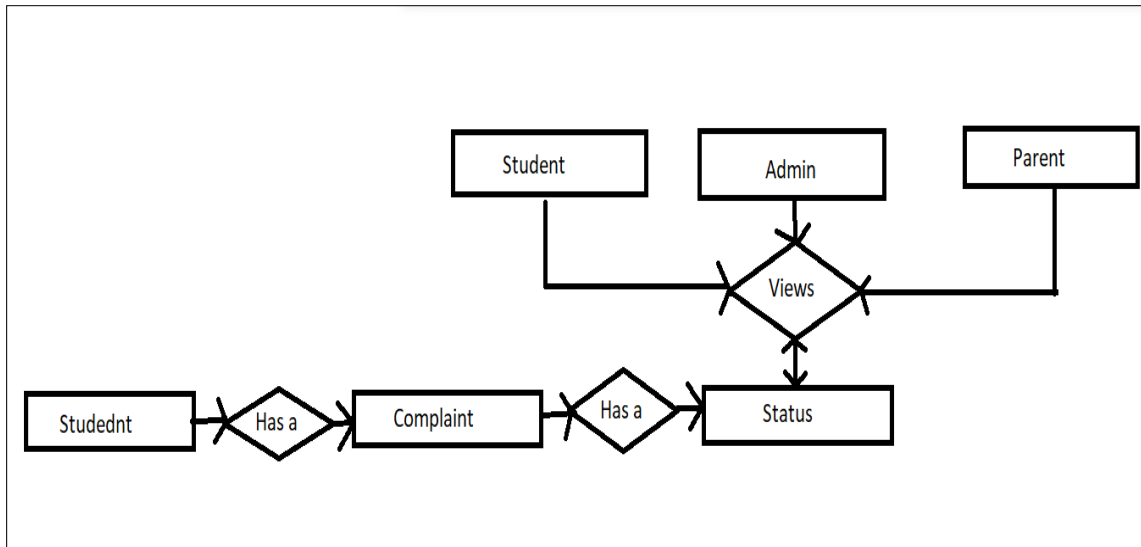 Student
Admin
Parent
Views
Studednt
Has a
Complaint
Has a
Status